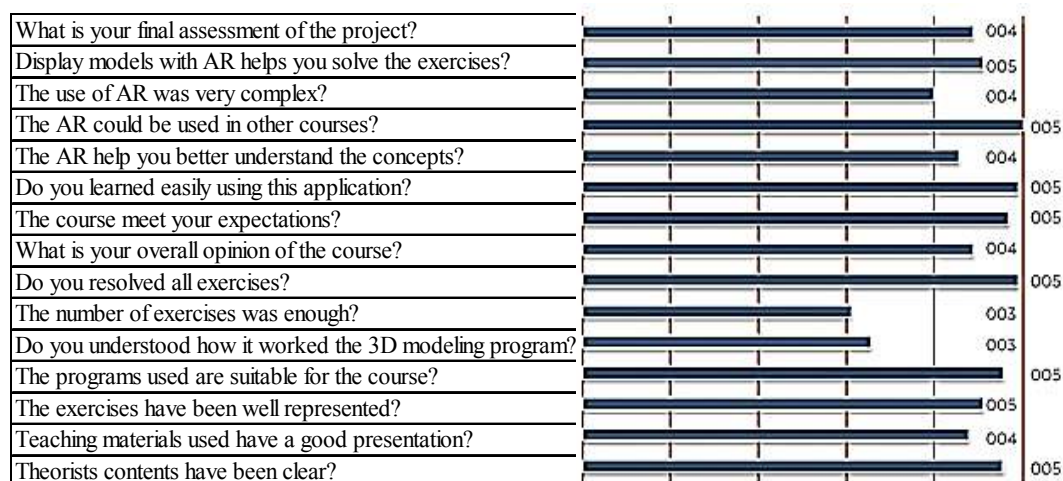 What is your final assessment of the project? 004
Display models with AR helps you solve the exercises? 005
The use of AR was very complex? 004
The AR could be used in other courses? 005
The AR help you better understand the concepts? 004
Do you learned easily using this application? 005
The course meet your expectations? 005
What is your overall opinion of the course? 004
Do you resolved all exercises? 005
The number of exercises was enough? 003
Do you understood how it worked the 3D modeling program? 003
The programs used are suitable for the course? 005
The exercises have been well represented? 005
Teaching materials used have a good presentation? 004
Theorists contents have been clear? 005